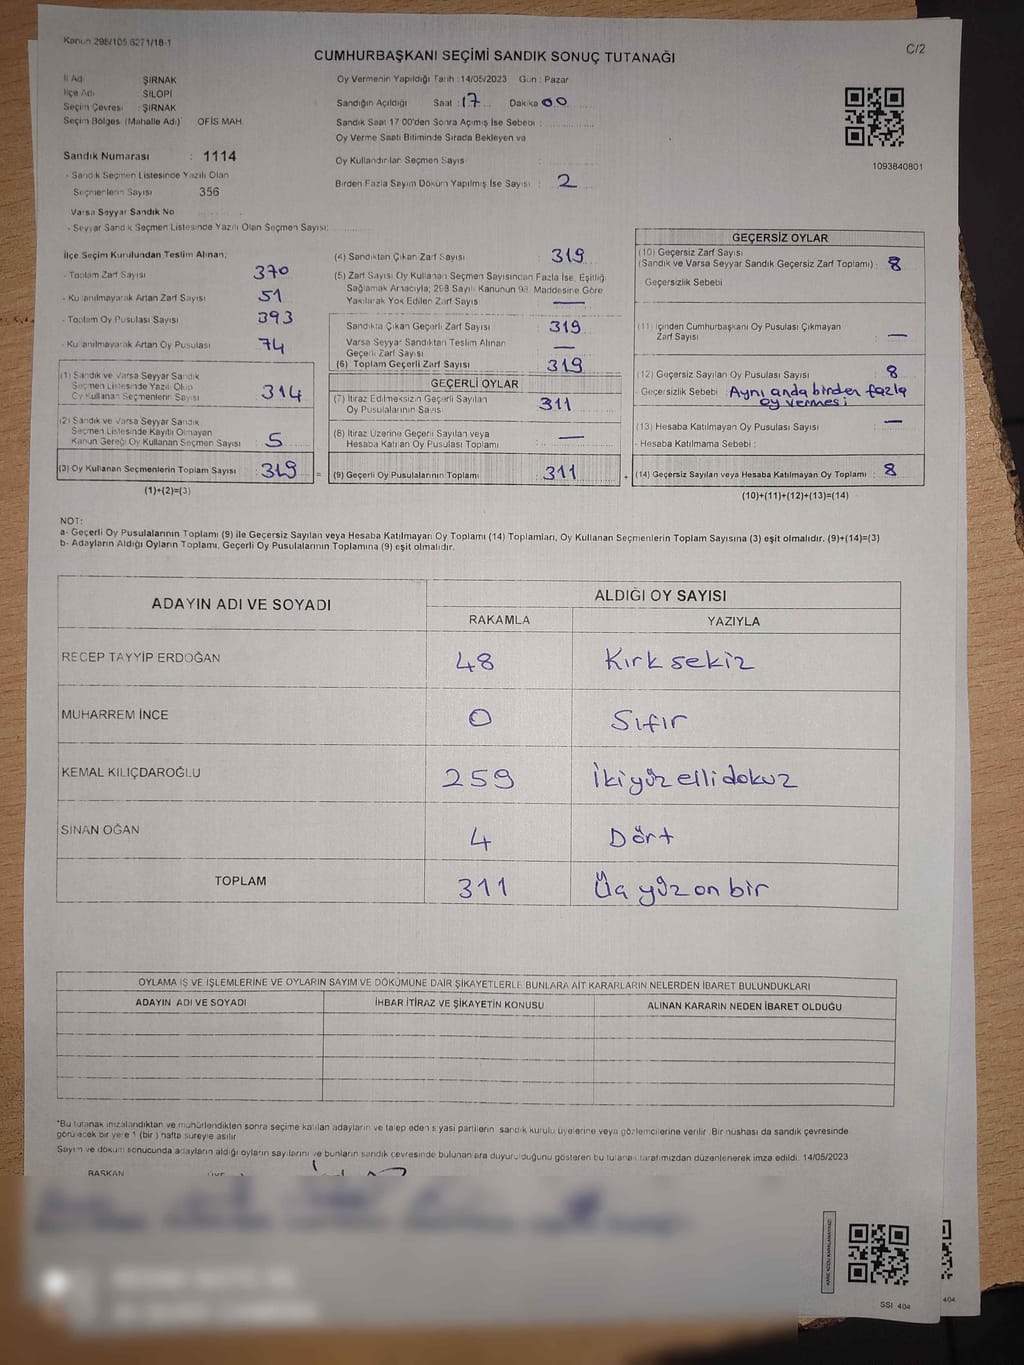 Kanun 298/105 6271/18-1
C/2
CUMHURBAŞKANI SEÇİMİ SANDIK SONUÇ TUTANAĞI
İl Adı ŞIRNAK
İlçe Adı SİLOPİ
Seçim Çevresi : ŞIRNAK
Seçim Bölgesi (Mahalle Adı) OFİS MAH.
Sandık Numarası : 1114
- Sandık Seçmen Listesinde Yazılı Olan
Seçmenlerin Sayısı 356
Varsa Seyyar Sandık No
- Seyyar Sandık Seçmen Listesinde Yazılı Olan Seçmen Sayısı:
Oy Vermenin Yapıldığı Tarih : 14/05/2023 Gün : Pazar
Sandığın Açıldığı Saat : 17 Dakika 00
Sandık Saat 17.00'den Sonra Açımış İse Sebebi :
Oy Verme Saati Bitiminde Sırada Bekleyen ve
Oy Kullandırılan Seçmen Sayısı :
Birden Fazla Sayım Döküm Yapılmış İse Sayısı : 2
1093840801
İlçe Seçim Kurulundan Teslim Alınan;
- Toplam Zarf Sayısı 370
- Kullanılmayarak Artan Zarf Sayısı 51
- Toplam Oy Pusulası Sayısı 393
- Kullanılmayarak Artan Oy Pusulası 74
(1) Sandık ve Varsa Seyyar Sandık
Seçmen Listesinde Yazılı Olup
Oy Kullanan Seçmenlerin Sayısı : 314
(2) Sandık ve Varsa Seyyar Sandık
Seçmen Listesinde Kayıtlı Olmayan
Kanun Gereği Oy Kullanan Seçmen Sayısı : 5
(3) Oy Kullanan Seçmenlerin Toplam Sayısı : 319 =
(1)+(2)=(3)
(4) Sandıktan Çıkan Zarf Sayısı : 319
(5) Zarf Sayısı Oy Kullanan Seçmen Sayısından Fazla İse, Eşitliği
Sağlamak Amacıyla; 298 Sayılı Kanunun 98. Maddesine Göre
Yakılarak Yok Edilen Zarf Sayısı : —
Sandıkta Çıkan Geçerli Zarf Sayısı : 319
Varsa Seyyar Sandıktan Teslim Alınan
Geçerli Zarf Sayısı : —
(6) Toplam Geçerli Zarf Sayısı : 319
GEÇERLİ OYLAR
(7) İtiraz Edilmeksizin Geçerli Sayılan
Oy Pusulalarının Sayısı : 311
(8) İtiraz Üzerine Geçerli Sayılan veya
Hesaba Katılan Oy Pusulası Toplamı : —
(9) Geçerli Oy Pusulalarının Toplamı : 311 +
GEÇERSİZ OYLAR
(10) Geçersiz Zarf Sayısı
(Sandık ve Varsa Seyyar Sandık Geçersiz Zarf Toplamı) : 8
Geçersizlik Sebebi
(11) İçinden Cumhurbaşkanı Oy Pusulası Çıkmayan
Zarf Sayısı : —
(12) Geçersiz Sayılan Oy Pusulası Sayısı 8
Geçersizlik Sebebi : Aynı anda birden fazla
oy vermesi
(13) Hesaba Katılmayan Oy Pusulası Sayısı : —
- Hesaba Katılmama Sebebi :
(14) Geçersiz Sayılan veya Hesaba Katılmayan Oy Toplamı : 8
(10)+(11)+(12)+(13)=(14)
NOT:
a- Geçerli Oy Pusulalarının Toplamı (9) ile Geçersiz Sayılan veya Hesaba Katılmayan Oy Toplamı (14) Toplamları, Oy Kullanan Seçmenlerin Toplam Sayısına (3) eşit olmalıdır. (9)+(14)=(3)
b- Adayların Aldığı Oyların Toplamı, Geçerli Oy Pusulalarının Toplamına (9) eşit olmalıdır.
ADAYIN ADI VE SOYADI
ALDIĞI OY SAYISI
RAKAMLA YAZIYLA
RECEP TAYYİP ERDOĞAN 48 Kırk sekiz
MUHARREM İNCE 0 Sıfır
KEMAL KILIÇDAROĞLU 259 İkiyüz elli dokuz
SİNAN OĞAN 4 Dört
TOPLAM 311 Üç yüz on bir
OYLAMA İŞ VE İŞLEMLERİNE VE OYLARIN SAYIM VE DÖKÜMÜNE DAİR ŞİKAYETLERLE BUNLARA AİT KARARLARIN NELERDEN İBARET BULUNDUKLARI
ADAYIN ADI VE SOYADI İHBAR İTİRAZ VE ŞİKAYETİN KONUSU ALINAN KARARIN NEDEN İBARET OLDUĞU
*Bu tutanak imzalandıktan ve mühürlendikten sonra seçime katılan adayların ve talep eden siyasi partilerin sandık kurulu üyelerine veya gözlemcilerine verilir. Bir nüshası da sandık çevresinde
görülecek bir yere 1 (bir) hafta süreyle asılır
Sayım ve döküm sonucunda adayların aldığı oyların sayılarını ve bunların sandık çevresinde bulunanlara duyurulduğunu gösteren bu tutanak tarafımızdan düzenlenerek imza edildi. 14/05/2023
BAŞKAN
KARE KODU KARALAMAYINIZ!
SSI 404
404